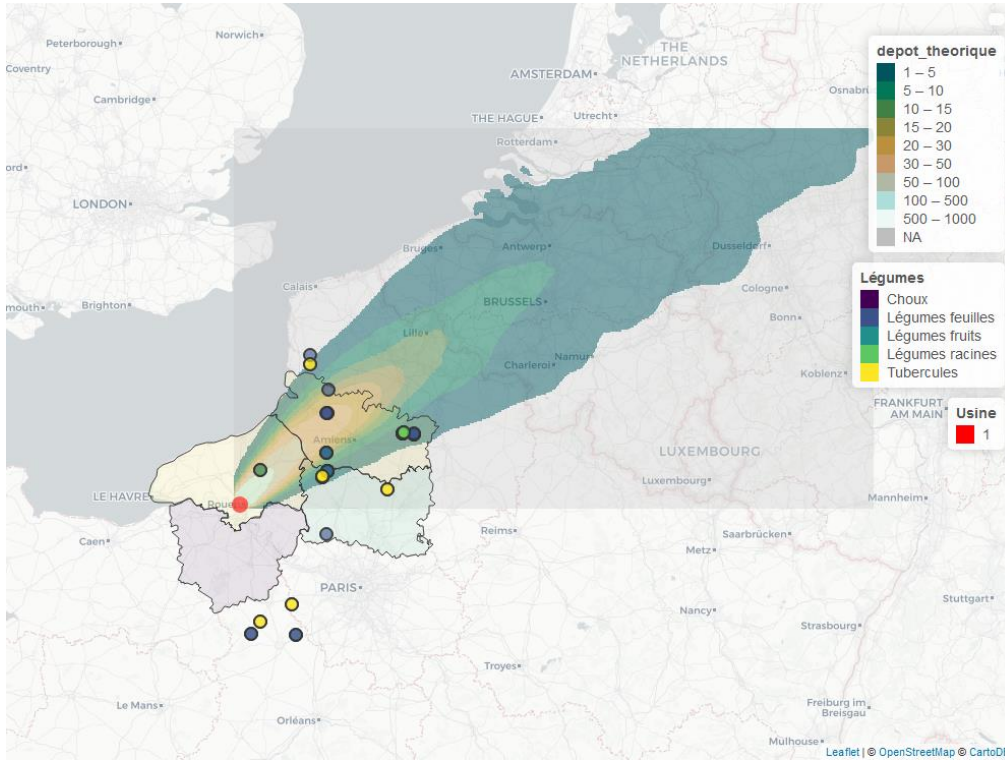 Norwich
Peterborough
Coventry
Cambridge
THE
NETHERLANDS
AMSTERDAM
THE HAGUE
Utrecht
Rotterdam
Osnabr
ord
LONDON
Bruges
Antwerp
Dusseldorf
Calais
mouth
Brighton
BRUSSELS
Cologne
Bonn
Lille
Charleroi
Namur
Koblenz
FRANKFURT
AM MAIN
Amiens
LUXEMBOURG
Luxembourg
LE HAVRE
Roue
Mannheim
Caen
Reims
Saarbrücken
Metz
PARIS
Nancy
Stuttgart
Strasbourg
Troyes
Le Mans
Orléans
Freiburg im
Breisgau
Mulhouse
depot_theorique
1 – 5
5 – 10
10 – 15
15 – 20
20 – 30
30 – 50
50 – 100
100 – 500
500 – 1000
NA
Légumes
Choux
Légumes feuilles
Légumes fruits
Légumes racines
Tubercules
Usine
1
Leaflet | © OpenStreetMap © CartoD